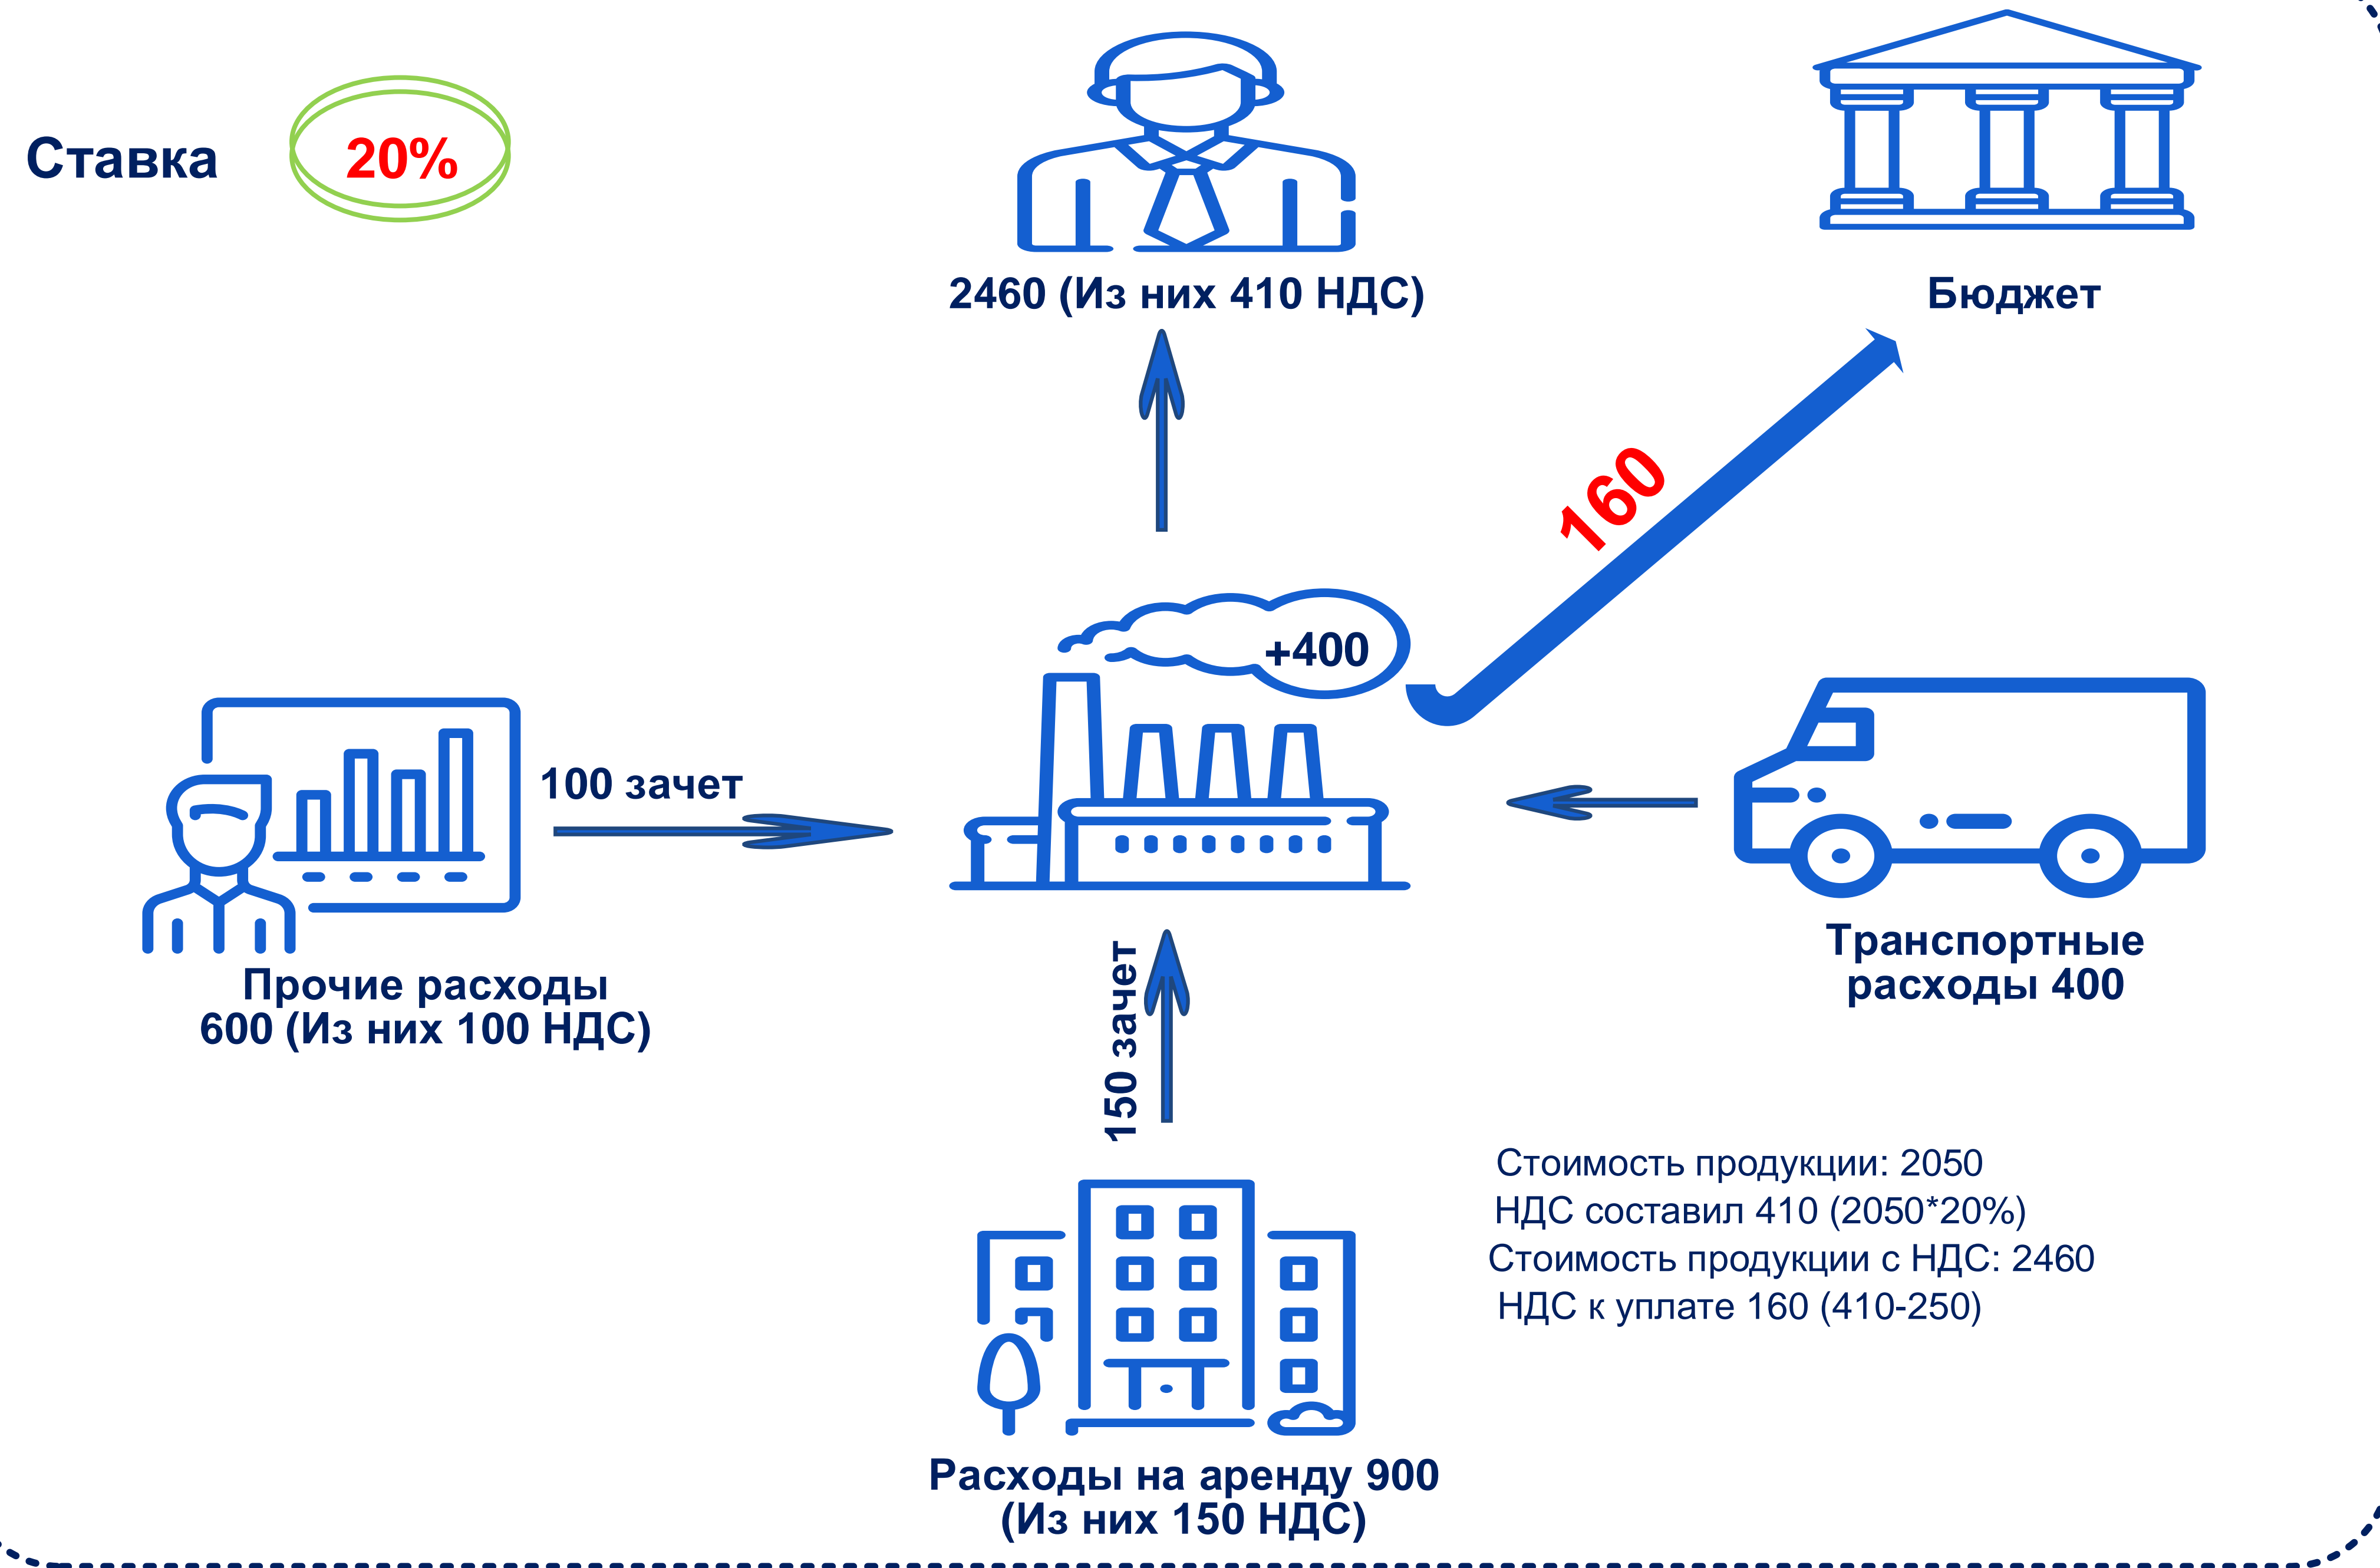 Ставка
20%
2460 (Из них 410 НДС)
Бюджет
160
+400
100 зачет
Прочие расходы
600 (Из них 100 НДС)
Транспортные
расходы 400
150 зачет
Стоимость продукции: 2050
НДС составил 410 (2050*20%)
Стоимость продукции с НДС: 2460
НДС к уплате 160 (410-250)
Расходы на аренду 900
(Из них 150 НДС)